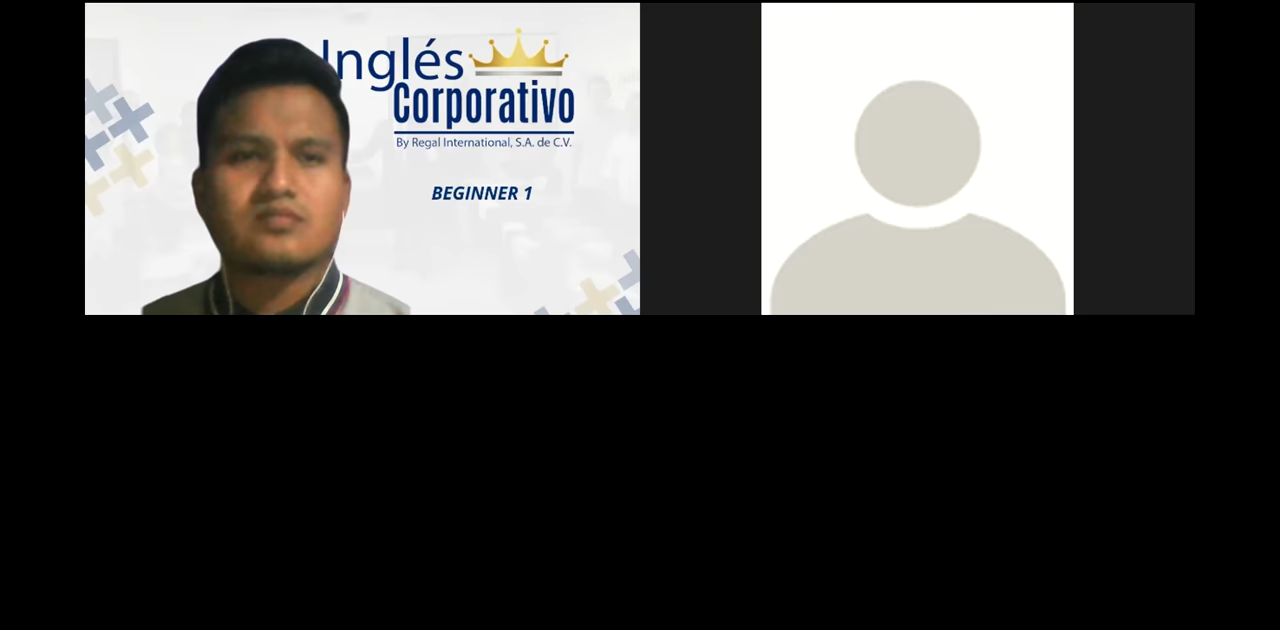 Inglés
Corporativo
By Regal International, S.A. de C.V.
BEGINNER 1